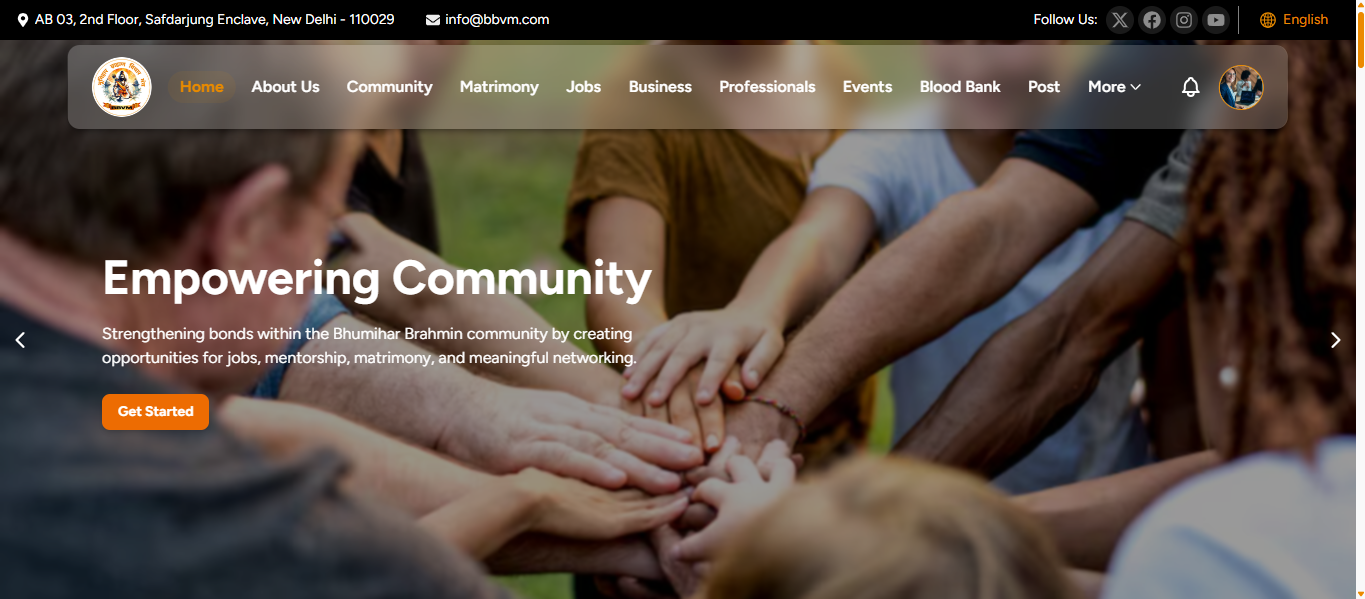 AB 03, 2nd Floor, Safdarjung Enclave, New Delhi - 110029
info@bbvm.com
Follow Us:
English
BBVM
Home
About Us
Community
Matrimony
Jobs
Business
Professionals
Events
Blood Bank
Post
More
Empowering Community
Strengthening bonds within the Bhumihar Brahmin community by creating
opportunities for jobs, mentorship, matrimony, and meaningful networking.
Get Started